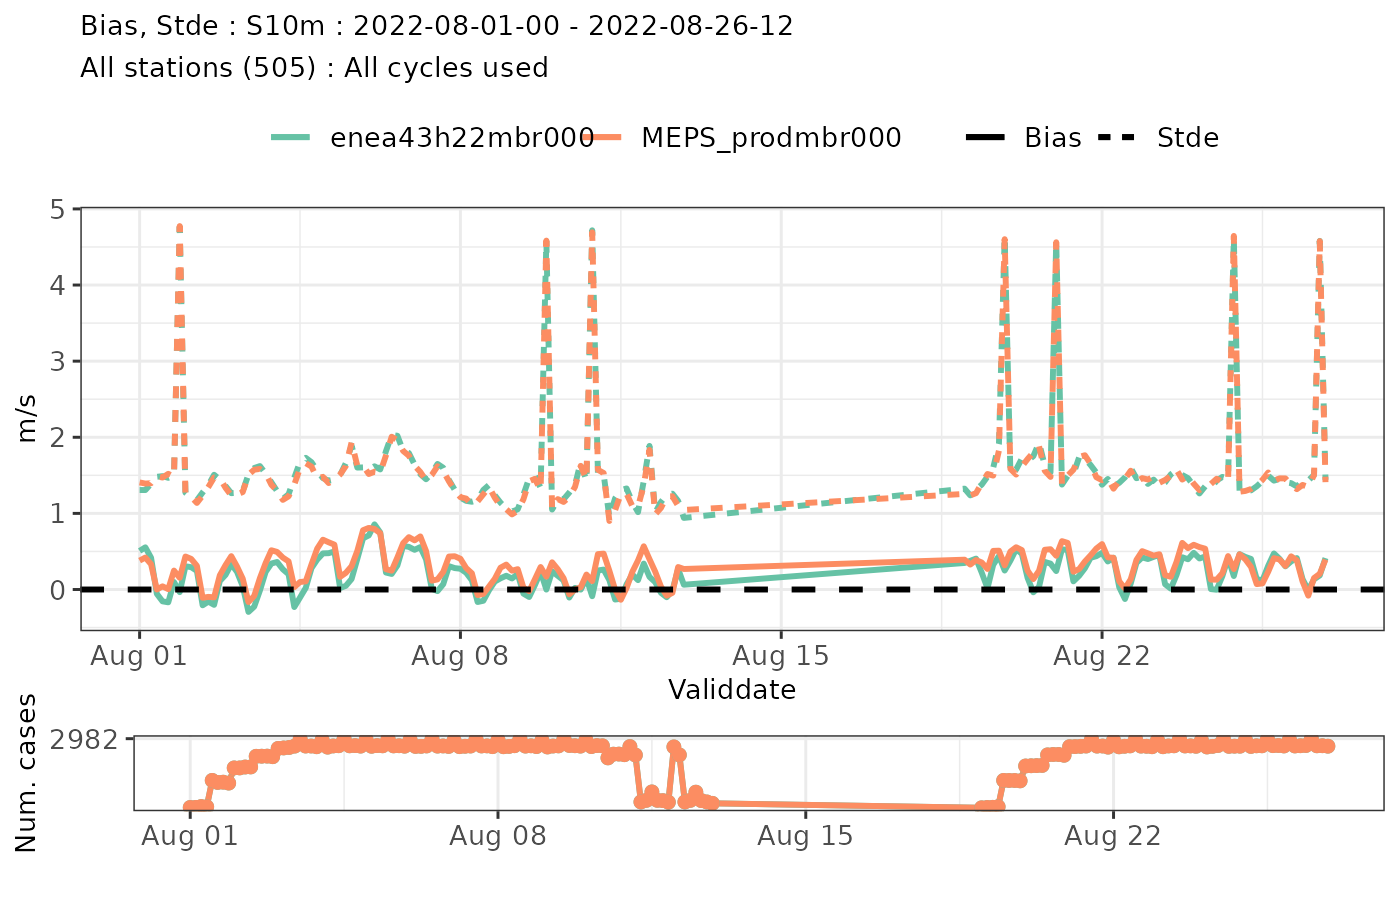 Bias, Stde : S10m : 2022-08-01-00 - 2022-08-26-12
All stations (505) : All cycles used
enea43h22mbr000 MEPS_prodmbr000 Bias Stde
5
4
3
2
1
0
m/s
Aug 01 Aug 08 Aug 15 Aug 22
Validdate
2982
Num. cases
Aug 01 Aug 08 Aug 15 Aug 22